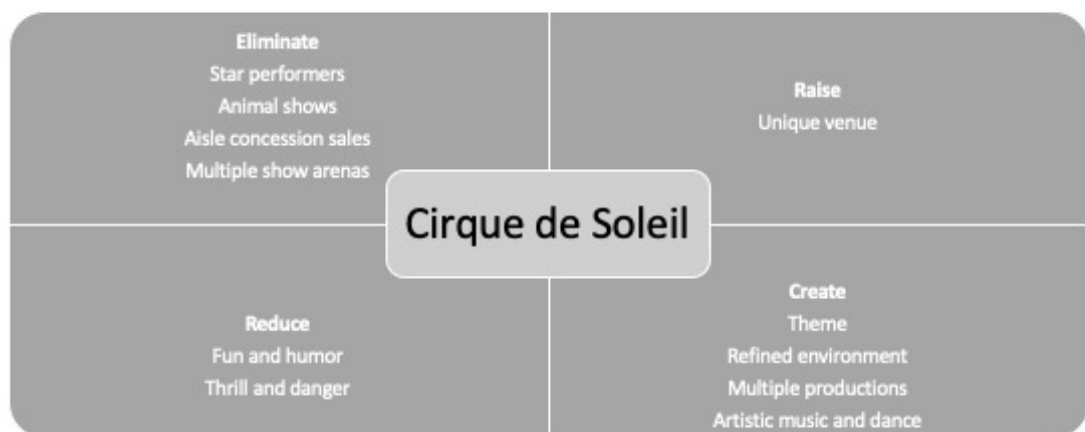 Eliminate
Star performers
Animal shows
Aisle concession sales
Multiple show arenas
Raise
Unique venue
Cirque de Soleil
Reduce
Fun and humor
Thrill and danger
Create
Theme
Refined environment
Multiple productions
Artistic music and dance